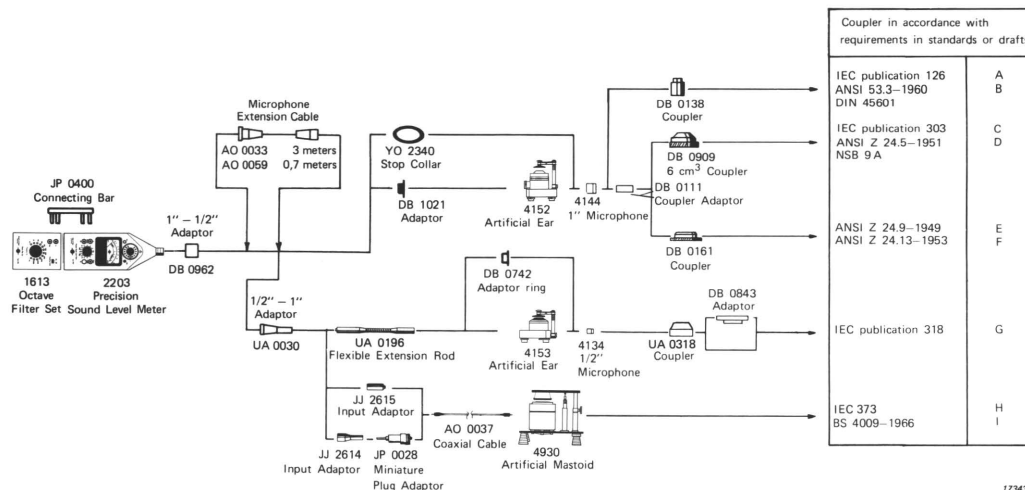 Coupler in accordance with
requirements in standards or drafts
IEC publication 126 A
ANSI 53.3–1960 B
DIN 45601
IEC publication 303 C
ANSI Z 24.5–1951 D
NSB 9 A
ANSI Z 24.9–1949 E
ANSI Z 24.13–1953 F
IEC publication 318 G
IEC 373 H
BS 4009–1966 I
Microphone
Extension Cable
AO 0033 3 meters
AO 0059 0,7 meters
JP 0400
Connecting Bar
1'' – 1/2''
Adaptor
DB 0962
1613
Octave
Filter Set
2203
Precision
Sound Level Meter
YO 2340
Stop Collar
DB 1021
Adaptor
4152
Artificial Ear
4144
1'' Microphone
DB 0138
Coupler
DB 0909
6 cm³ Coupler
DB 0111
Coupler Adaptor
DB 0161
Coupler
1/2'' – 1''
Adaptor
UA 0030
UA 0196
Flexible Extension Rod
DB 0742
Adaptor ring
4153
Artificial Ear
4134
1/2''
Microphone
UA 0318
Coupler
DB 0843
Adaptor
JJ 2615
Input Adaptor
JJ 2614
Input Adaptor
JP 0028
Miniature
Plug Adaptor
AO 0037
Coaxial Cable
4930
Artificial Mastoid